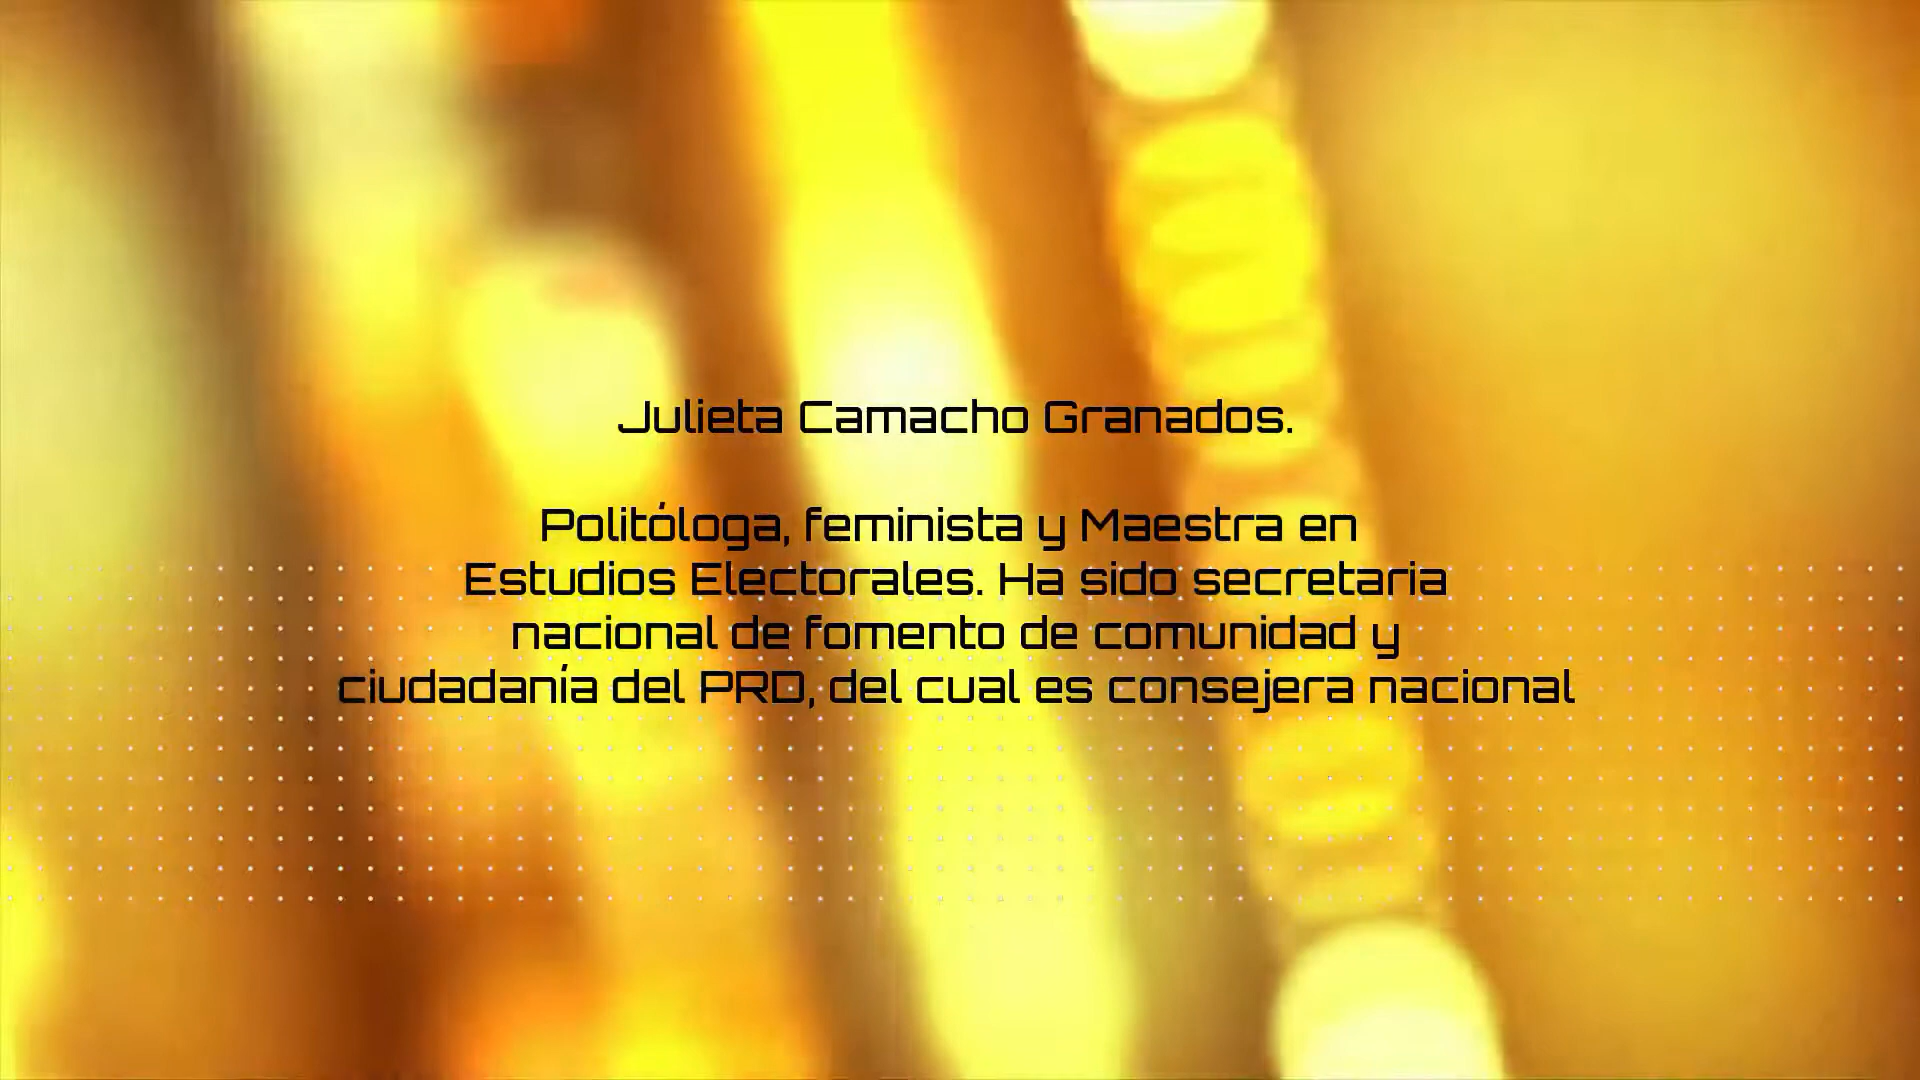 Julieta Camacho Granados.
Politóloga, feminista y Maestra en
Estudios Electorales. Ha sido secretaria
nacional de fomento de comunidad y
ciudadanía del PRD, del cual es consejera nacional